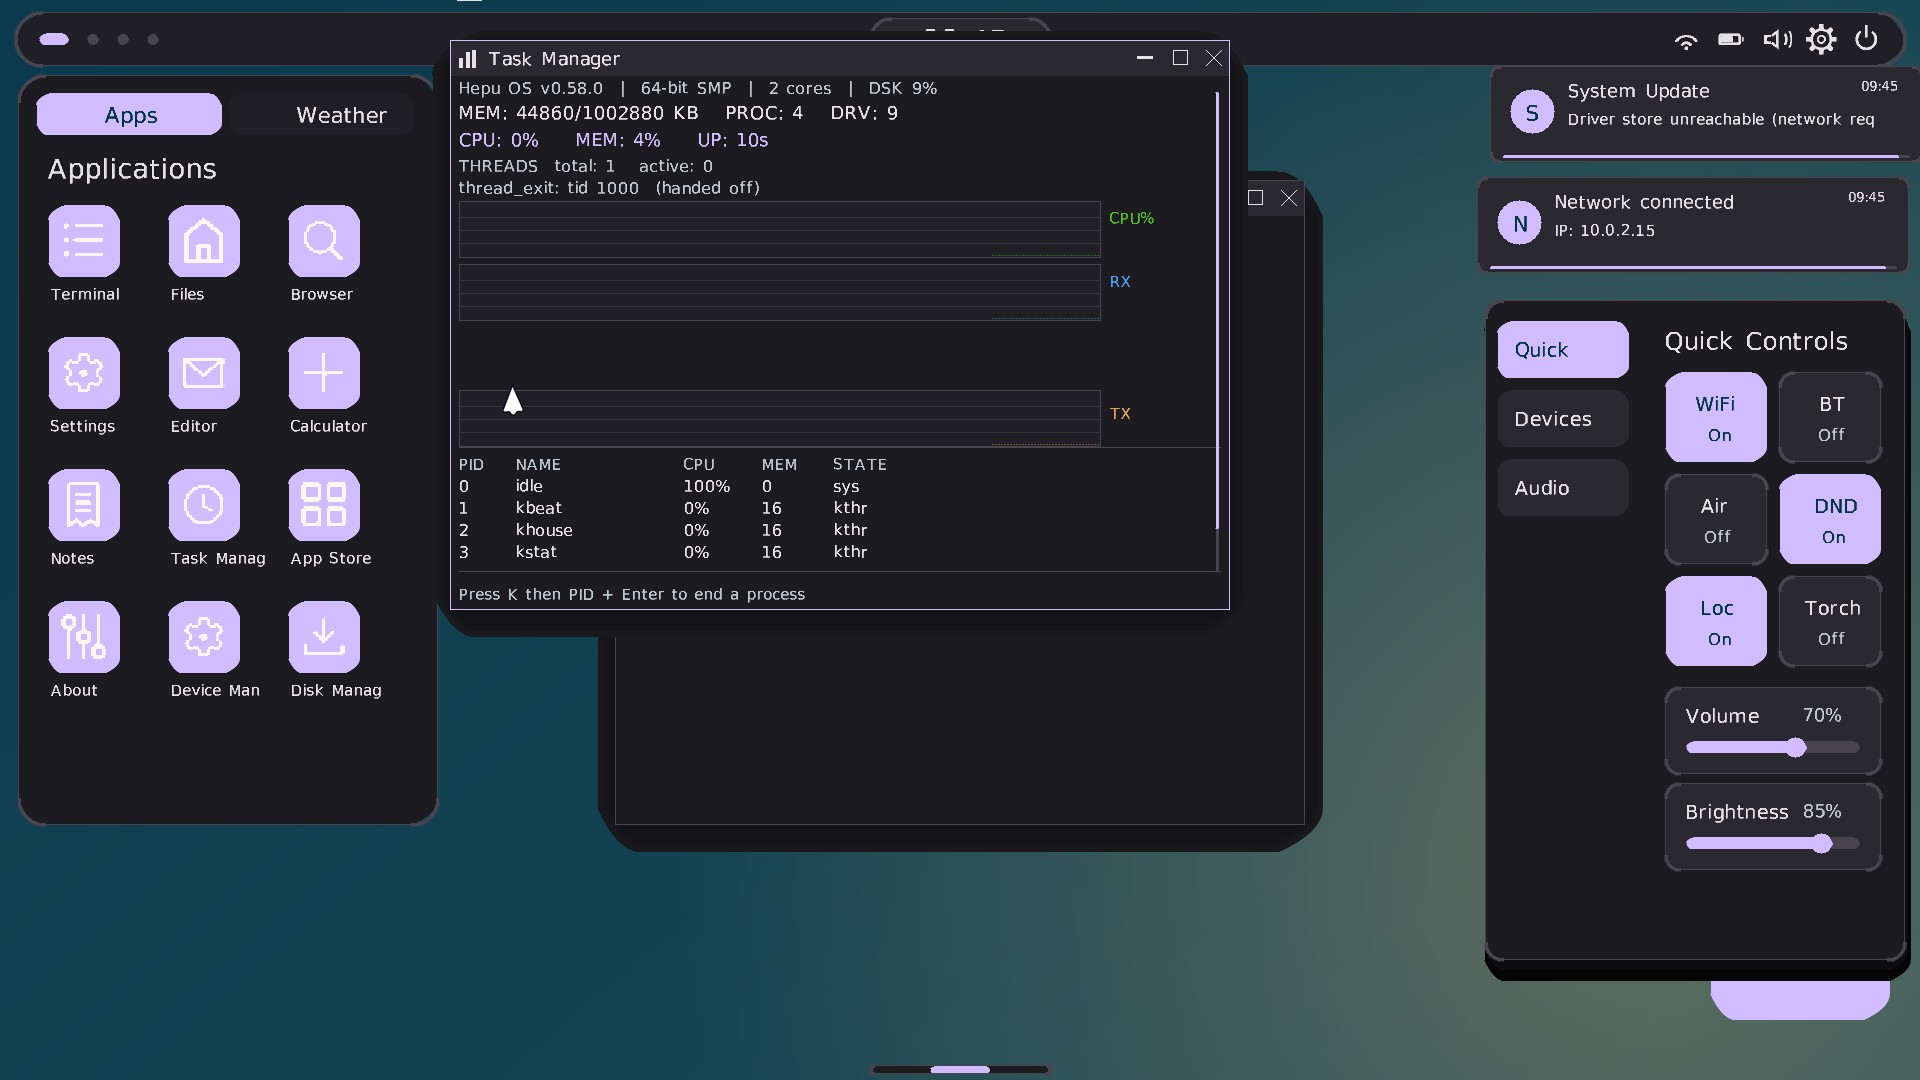 Task Manager
Hepu OS v0.58.0 | 64-bit SMP | 2 cores | DSK 9%
MEM: 44860/1002880 KB PROC: 4 DRV: 9
CPU: 0% MEM: 4% UP: 10s
THREADS total: 1 active: 0
thread_exit: tid 1000 (handed off)
CPU%
RX
TX
PID NAME CPU MEM STATE
0 idle 100% 0 sys
1 kbeat 0% 16 kthr
2 khouse 0% 16 kthr
3 kstat 0% 16 kthr
Press K then PID + Enter to end a process
Apps Weather
Applications
Terminal Files Browser
Settings Editor Calculator
Notes Task Manag App Store
About Device Man Disk Manag
S System Update 09:45
Driver store unreachable (network req
N Network connected 09:45
IP: 10.0.2.15
Quick
Devices
Audio
Quick Controls
WiFi BT
On Off
Air DND
Off On
Loc Torch
On Off
Volume 70%
Brightness 85%